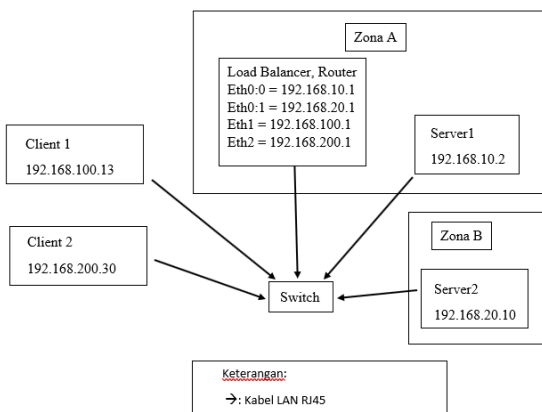 Zona A
Load Balancer, Router
Eth0:0 = 192.168.10.1
Eth0:1 = 192.168.20.1
Eth1 = 192.168.100.1
Eth2 = 192.168.200.1
Server1
192.168.10.2
Client 1
192.168.100.13
Client 2
192.168.200.30
Zona B
Server2
192.168.20.10
Switch
Keterangan:
→: Kabel LAN RJ45